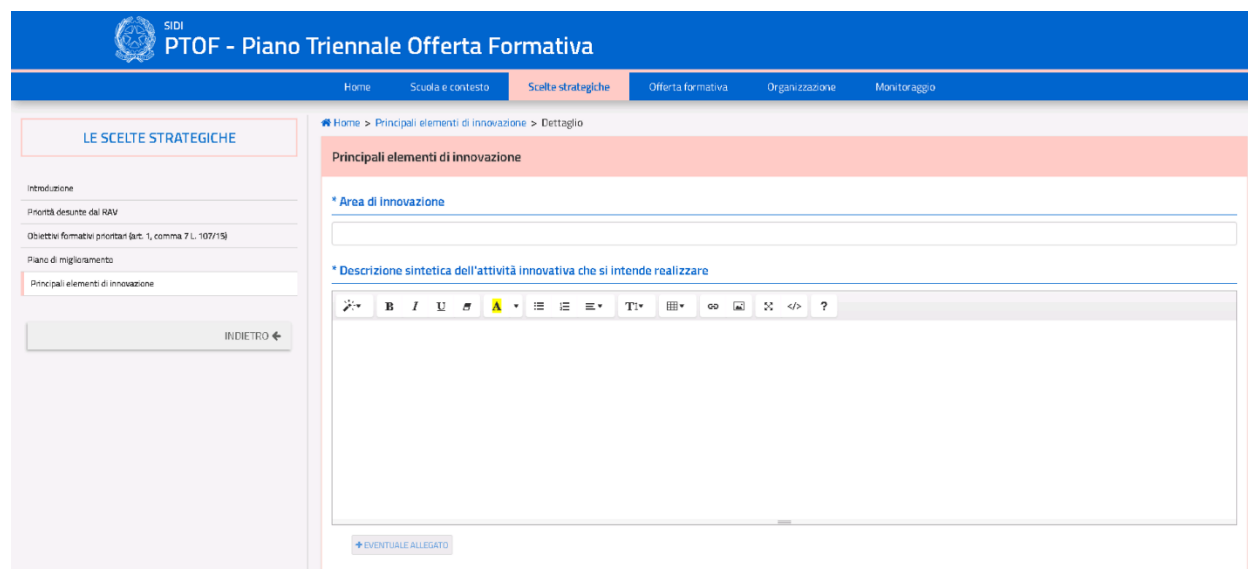 SIDI
PTOF - Piano Triennale Offerta Formativa
Home Scuola e contesto Scelte strategiche Offerta formativa Organizzazione Monitoraggio
LE SCELTE STRATEGICHE
Introduzione
Priorità desunte dal RAV
Obiettivi formativi prioritari (art. 1, comma 7 L. 107/15)
Piano di miglioramento
Principali elementi di innovazione
INDIETRO
Home > Principali elementi di innovazione > Dettaglio
Principali elementi di innovazione
* Area di innovazione
* Descrizione sintetica dell'attività innovativa che si intende realizzare
B I U A T I ?
+ EVENTUALE ALLEGATO